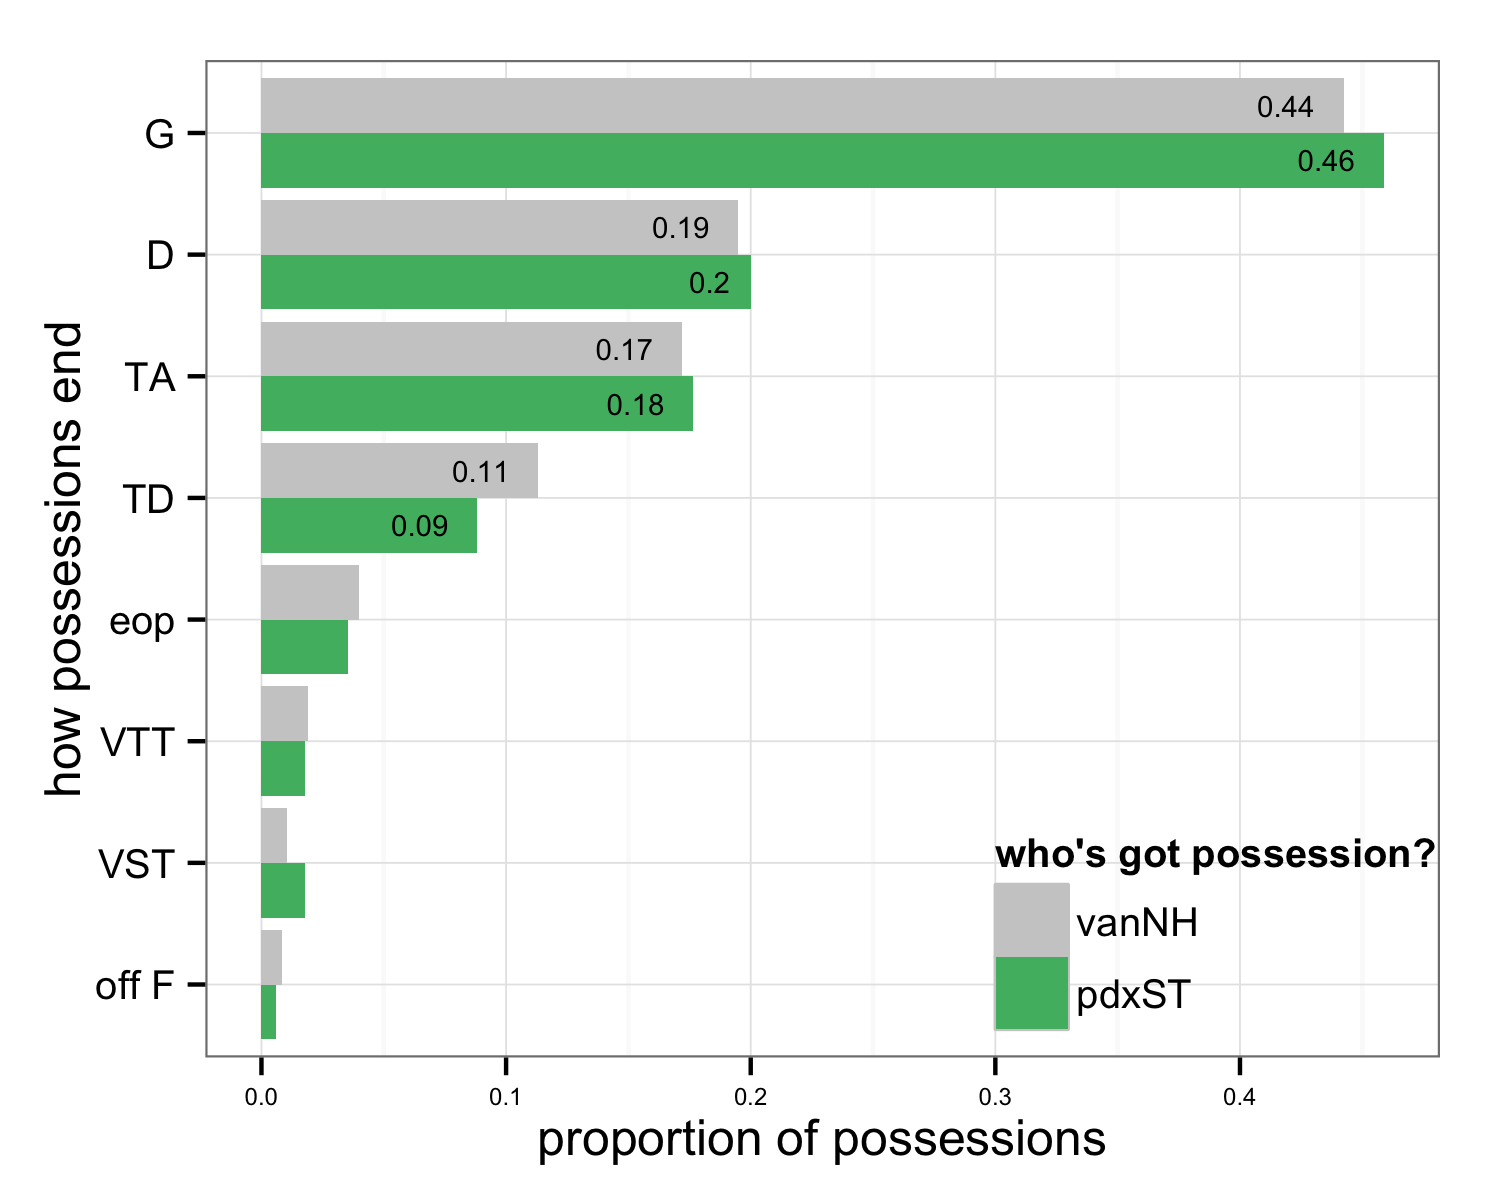 how possessions end
G
0.44
0.46
D
0.19
0.2
TA
0.17
0.18
TD
0.11
0.09
eop
VTT
VST
off F
who's got possession?
vanNH
pdxST
0.0 0.1 0.2 0.3 0.4
proportion of possessions